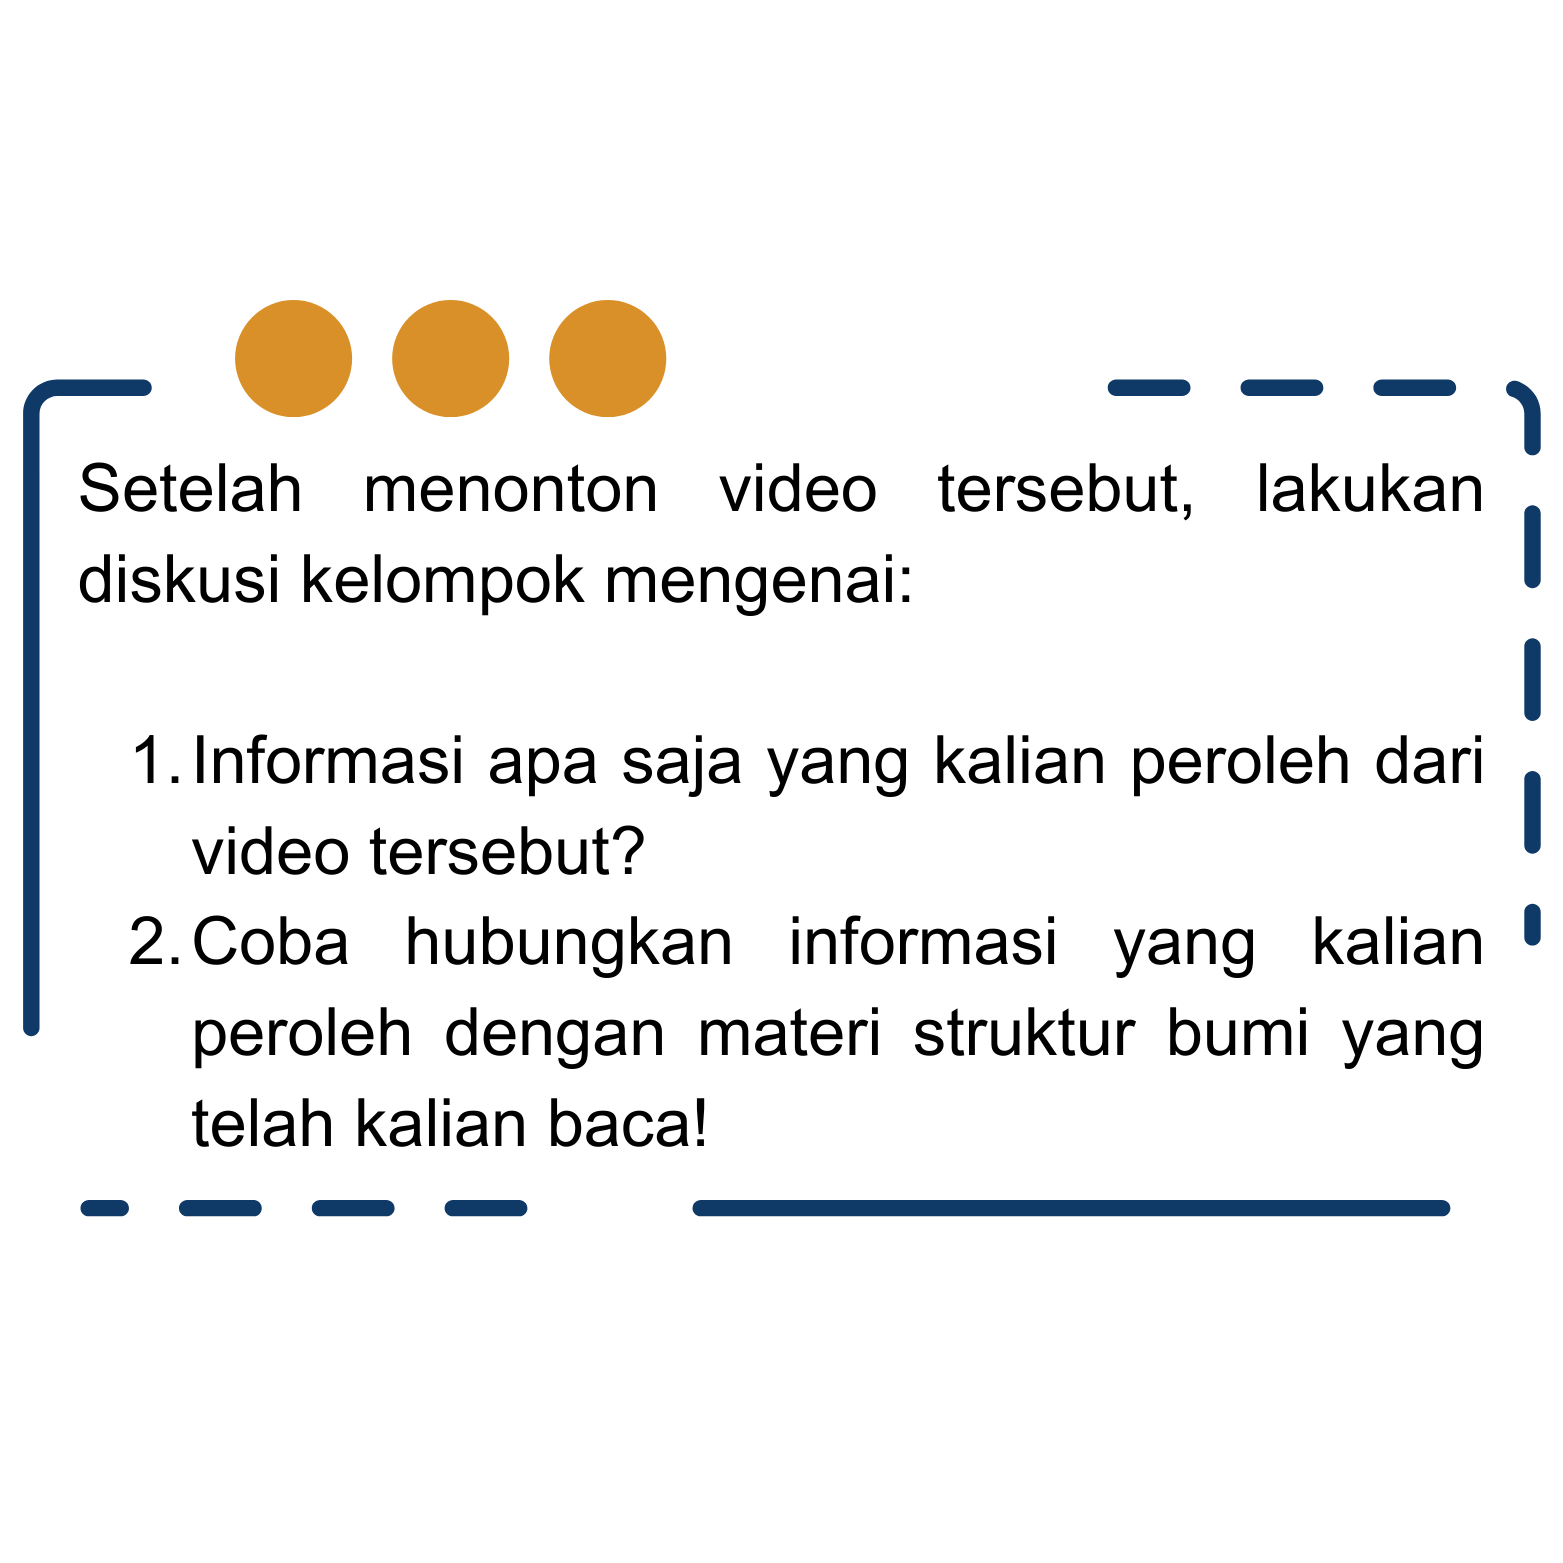 Setelah menonton video tersebut, lakukan
diskusi kelompok mengenai:
1. Informasi apa saja yang kalian peroleh dari
video tersebut?
2. Coba hubungkan informasi yang kalian
peroleh dengan materi struktur bumi yang
telah kalian baca!